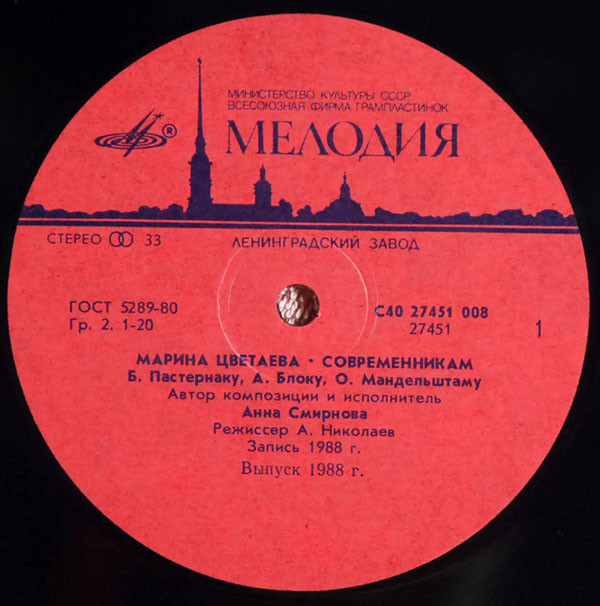 МИНИСТЕРСТВО КУЛЬТУРЫ СССР
ВСЕСОЮЗНАЯ ФИРМА ГРАМПЛАСТИНОК
®
МЕЛОДИЯ
СТЕРЕО 33
ЛЕНИНГРАДСКИЙ ЗАВОД
ГОСТ 5289-80
Гр. 2, 1-20
С40 27451 008
27451
1
МАРИНА ЦВЕТАЕВА · СОВРЕМЕННИКАМ
Б. Пастернаку, А. Блоку, О. Мандельштаму
Автор композиции и исполнитель
Анна Смирнова
Режиссер А. Николаев
Запись 1988 г.
Выпуск 1988 г.